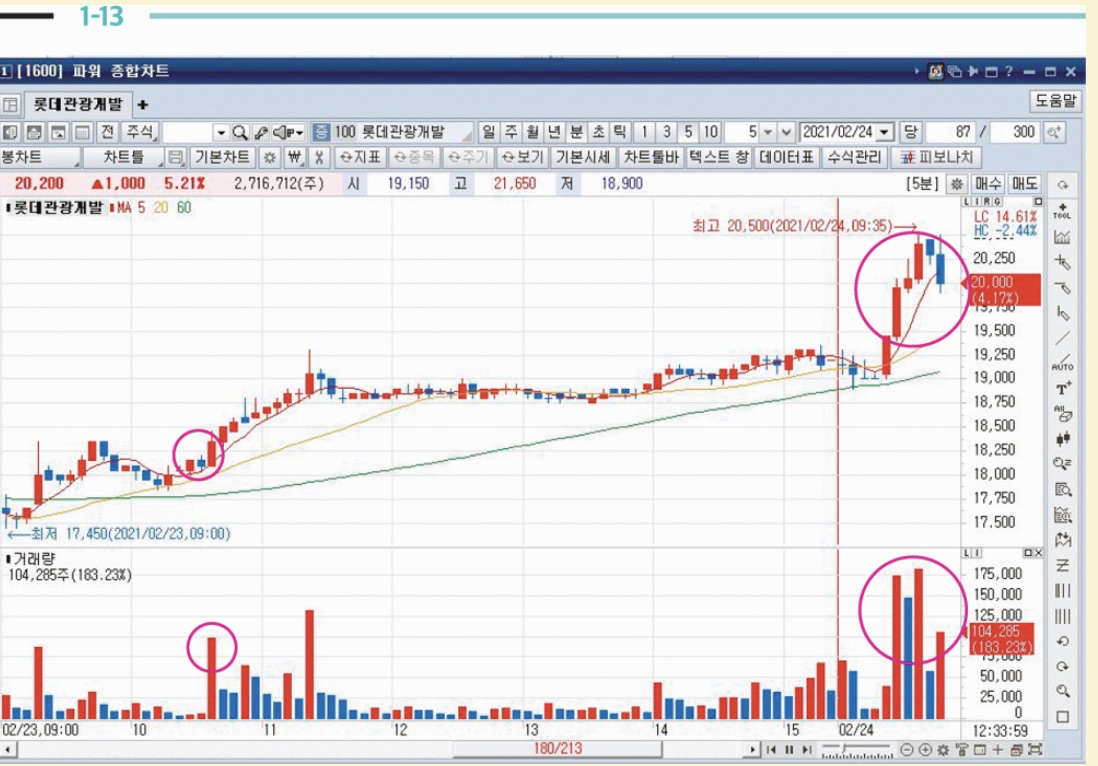 1-13
1 [1600] 파워 종합차트
롯데관광개발 +
도움말
전 주식 증 100 롯데관광개발 일 주 월 년 분 초 틱 1 3 5 10 5 2021/02/24 당 87 / 300
봉차트 차트툴 기본차트 ₩ 지표 종목 주기 보기 기본시세 차트툴바 텍스트 창 데이터표 수식관리 피보나치
20,200 ▲1,000 5.21% 2,716,712(주) 시 19,150 고 21,650 저 18,900 [5분] 매수 매도
롯데관광개발 MA 5 20 60
L I R G
TOOL
LC 14.61%
HC -2.44%
최고 20,500(2021/02/24,09:35)
20,250
20,000
(4.17%)
19,750
19,500
19,250
AUTO
19,000
18,750
All
18,500
18,250
18,000
17,750
17,500
최저 17,450(2021/02/23,09:00)
거래량
L I
104,285주(183.23%)
175,000
150,000
125,000
104,285
(183.23%)
75,000
50,000
25,000
0
02/23,09:00 10 11 12 13 14 15 02/24 12:33:59
180/213